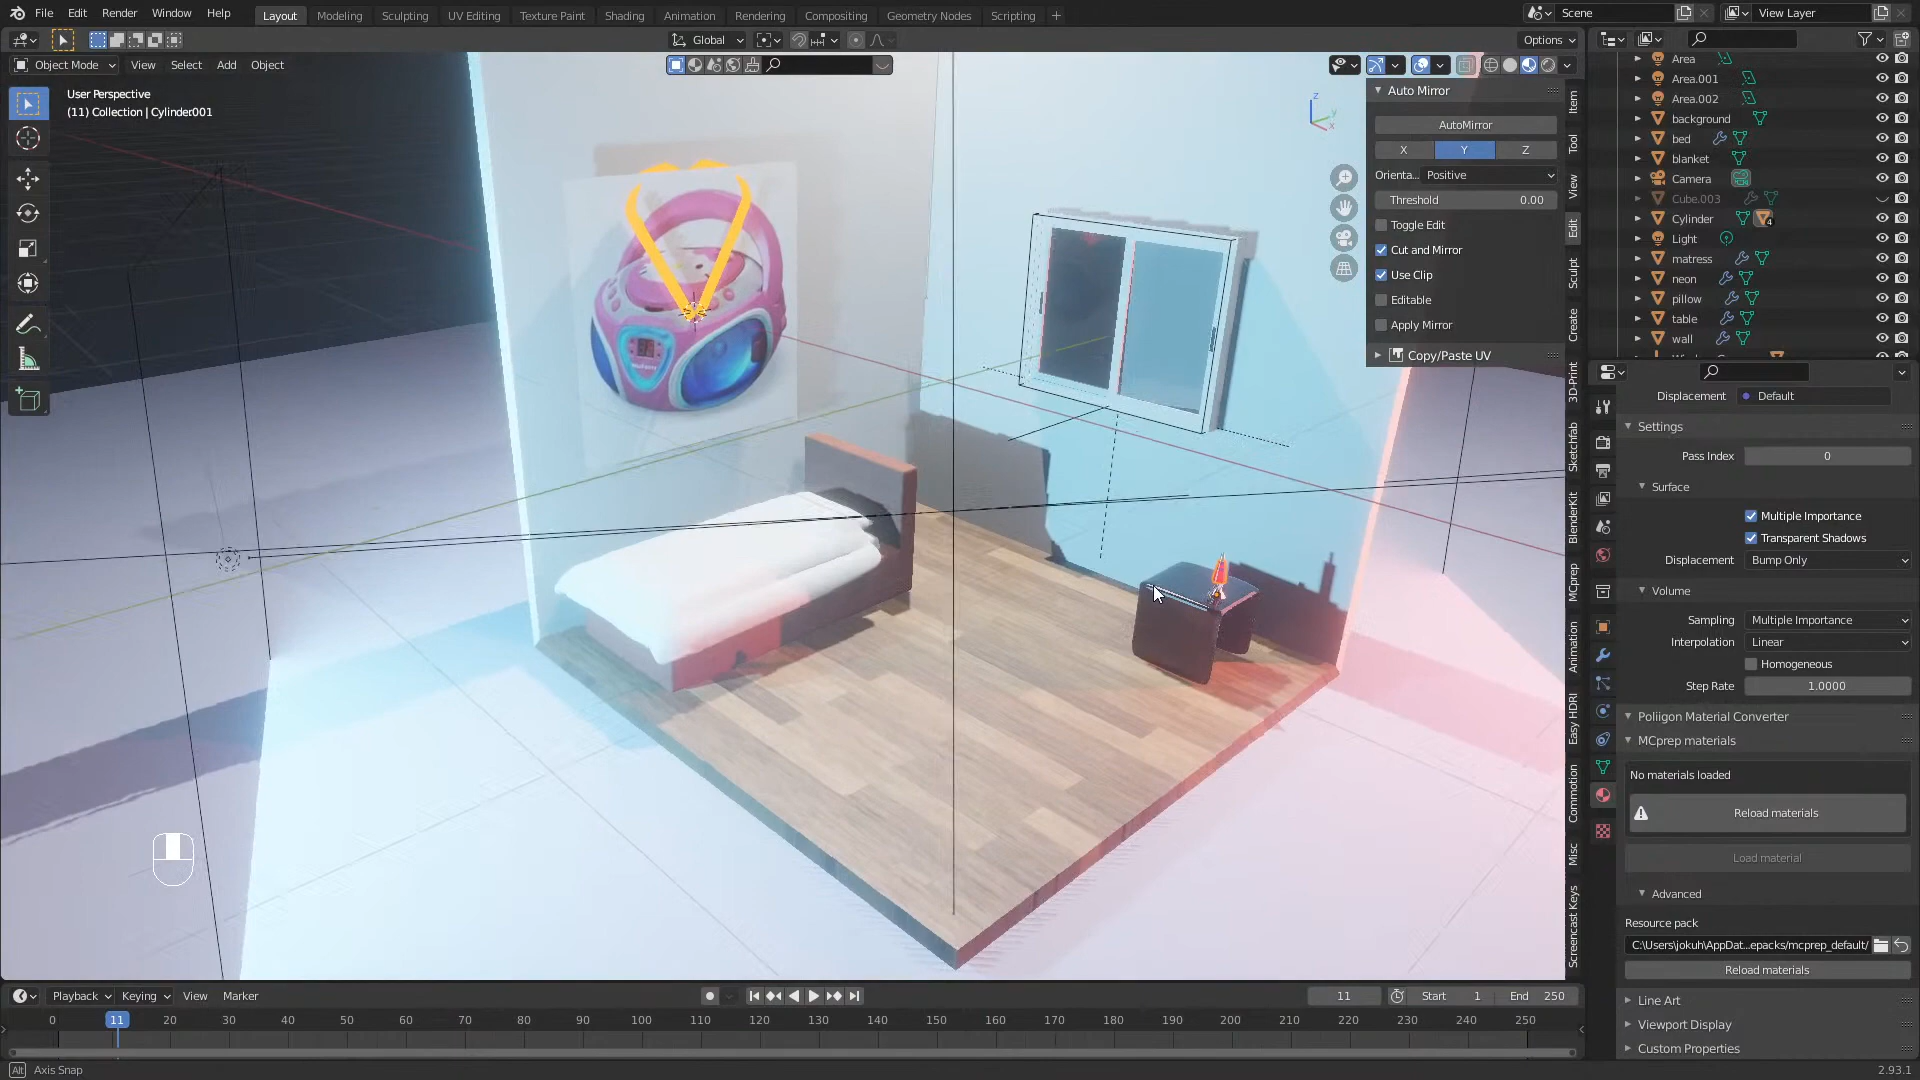 File Edit Render Window Help Layout Modeling Sculpting UV Editing Texture Paint Shading Animation Rendering Compositing Geometry Nodes Scripting + Scene View Layer
Global Options
Object Mode View Select Add Object
User Perspective
(11) Collection | Cylinder.001
Z
Y
X
Auto Mirror
AutoMirror
X Y Z
Orienta... Positive
Threshold 0.00
Toggle Edit
Cut and Mirror
Use Clip
Editable
Apply Mirror
Copy/Paste UV
Item
Tool
View
Edit
Sculpt
Create
3D-Print
Sketchfab
BlenderKit
MCprep
Animation
Easy HDRI
Commotion
Misc
Screencast Keys
Area
Area.001
Area.002
background
bed
blanket
Camera
Cube.003
Cylinder 4
Light
matress
neon
pillow
table
wall
Displacement Default
Settings
Pass Index 0
Surface
Multiple Importance
Transparent Shadows
Displacement Bump Only
Volume
Sampling Multiple Importance
Interpolation Linear
Homogeneous
Step Rate 1.0000
Poliigon Material Converter
MCprep materials
No materials loaded
Reload materials
Load material
Advanced
Resource pack
C:\Users\jokuh\AppDat...epacks/mcprep_default/
Reload materials
Line Art
Viewport Display
Custom Properties
Playback Keying View Marker 11 Start 1 End 250
0 11 20 30 40 50 60 70 80 90 100 110 120 130 140 150 160 170 180 190 200 210 220 230 240 250
Alt Axis Snap 2.93.1